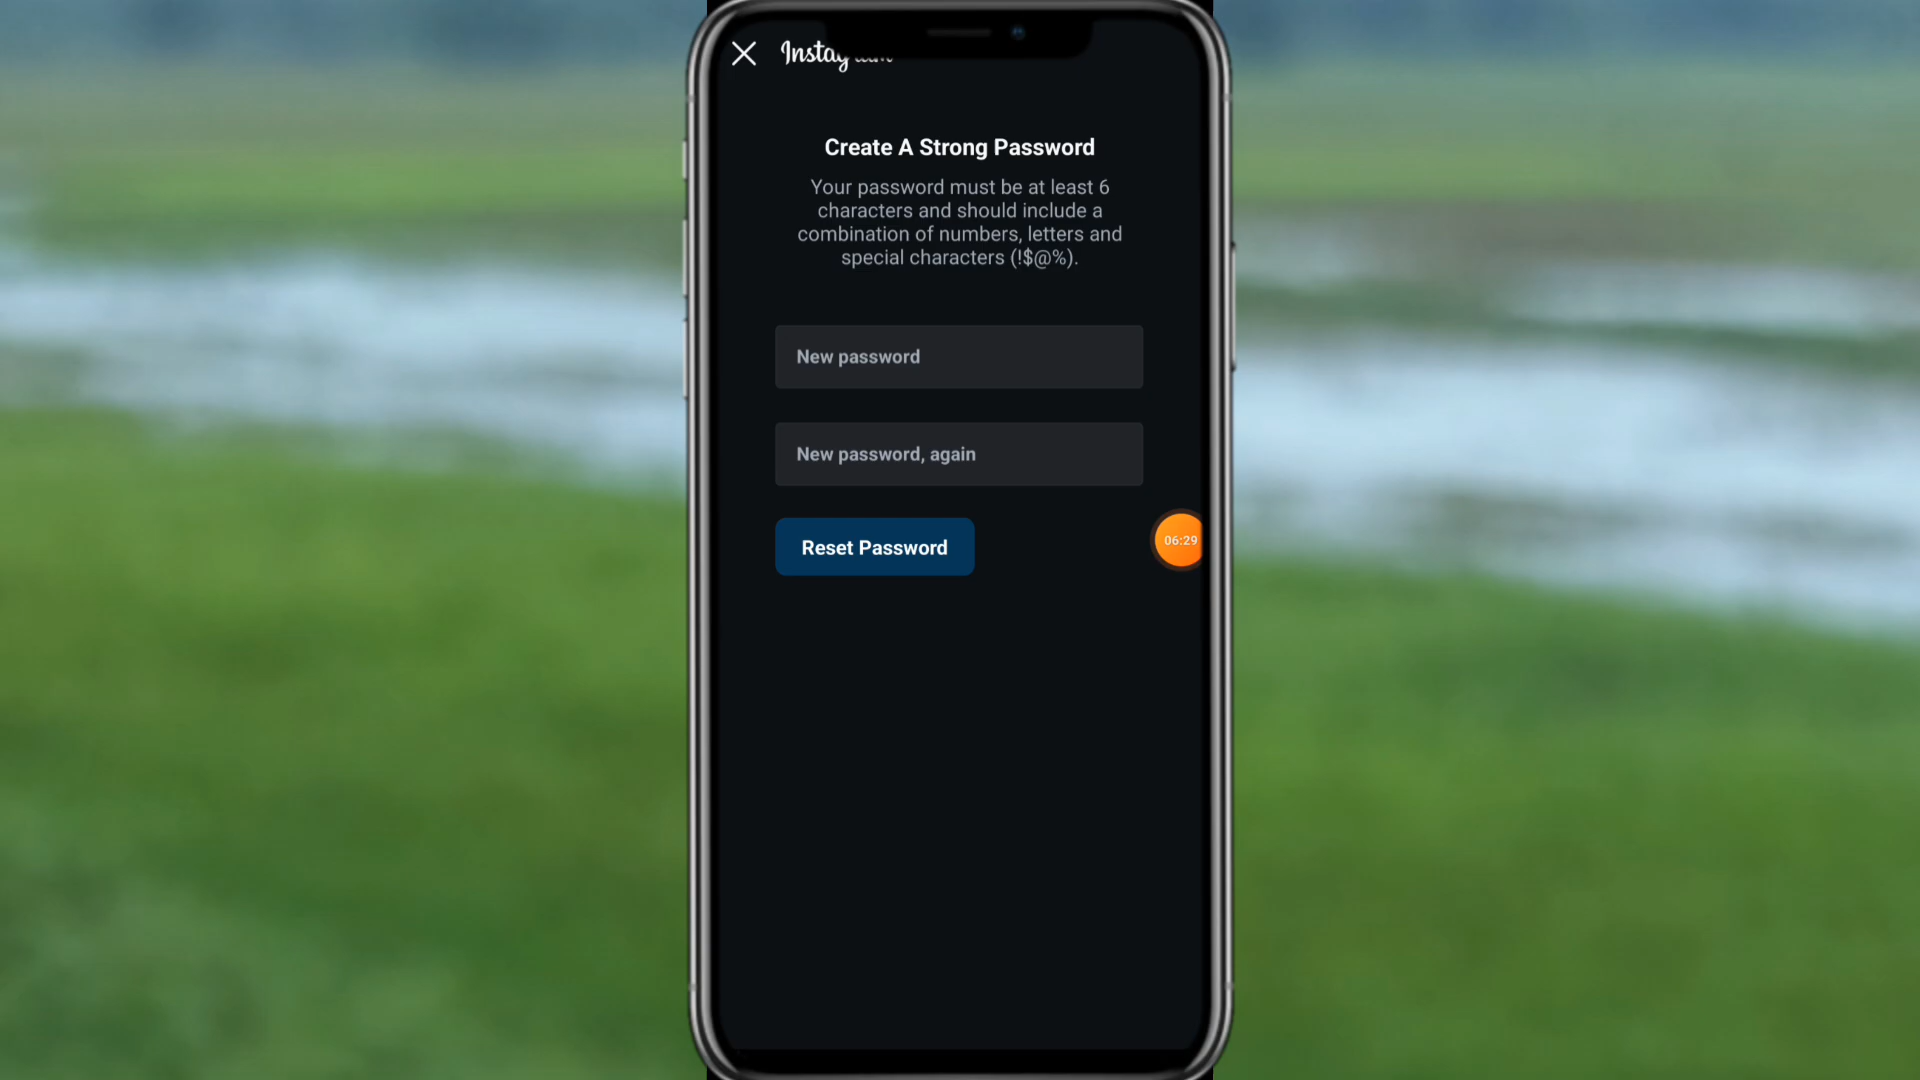 Instagram
Create A Strong Password
Your password must be at least 6
characters and should include a
combination of numbers, letters and
special characters (!$@%).
New password
New password, again
Reset Password
06:29